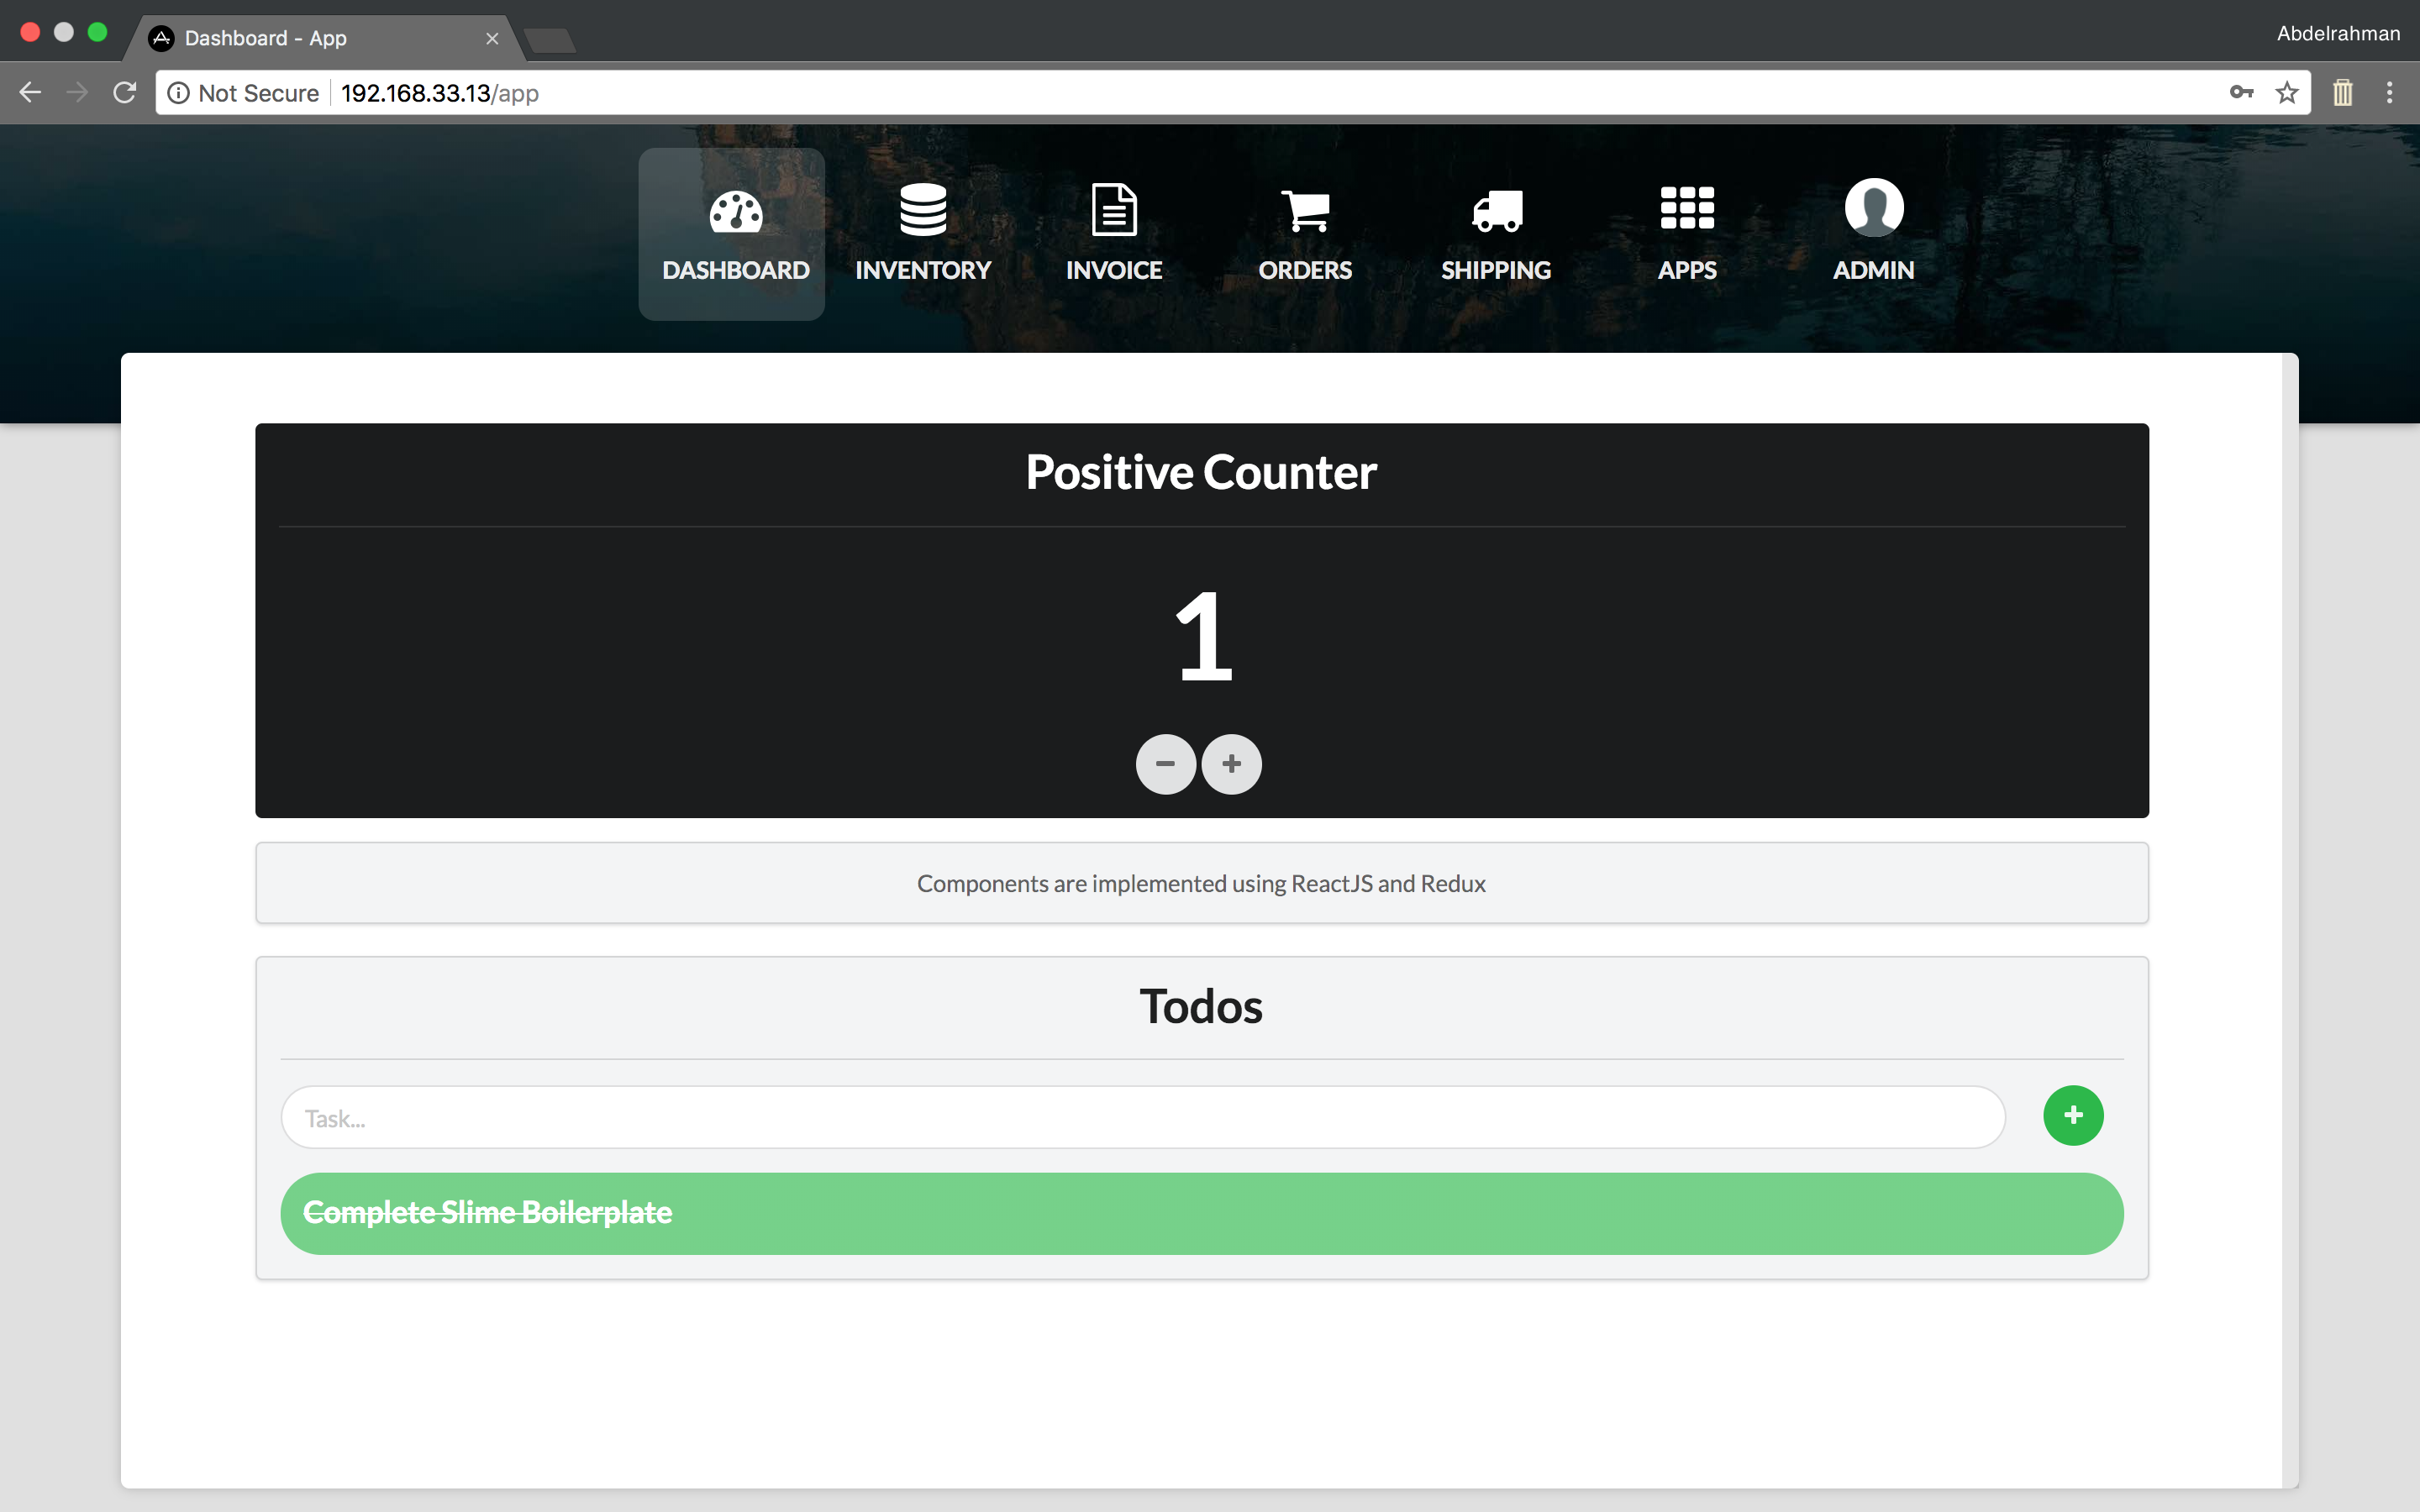 Dashboard - App
Abdelrahman
Not Secure 192.168.33.13/app
DASHBOARD INVENTORY INVOICE ORDERS SHIPPING APPS ADMIN
Positive Counter
1
Components are implemented using ReactJS and Redux
Todos
Task...
Complete Slime Boilerplate